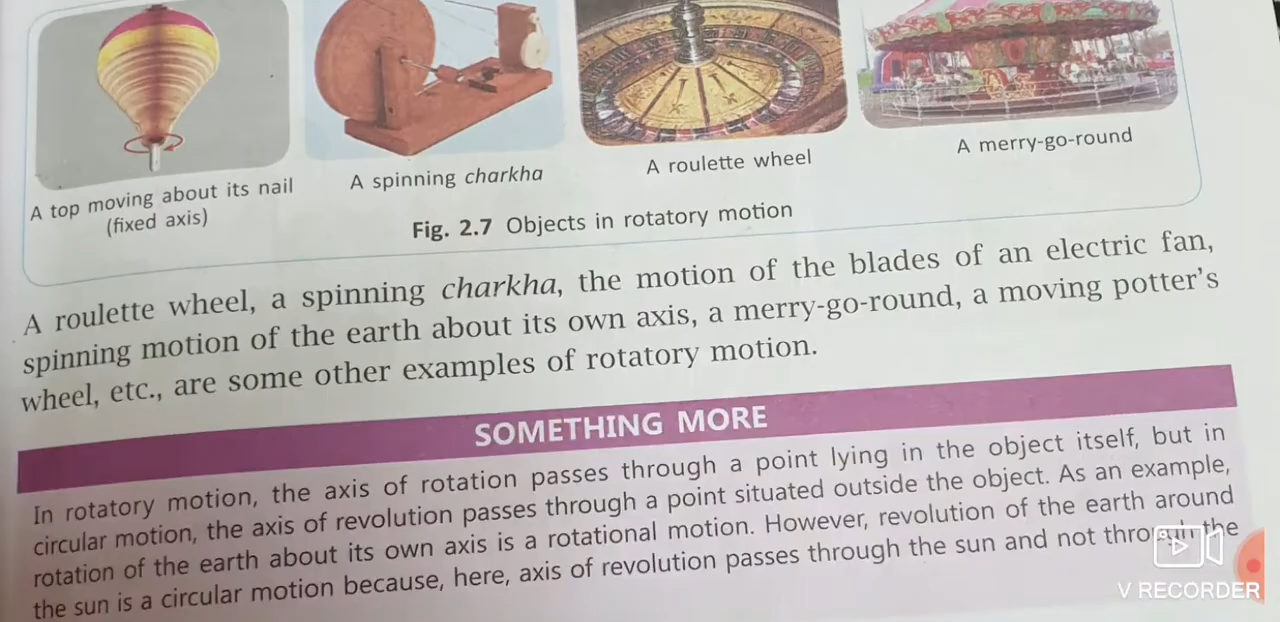 A top moving about its nail
(fixed axis)
A spinning charkha
A roulette wheel
A merry-go-round
Fig. 2.7 Objects in rotatory motion
A roulette wheel, a spinning charkha, the motion of the blades of an electric fan,
spinning motion of the earth about its own axis, a merry-go-round, a moving potter's
wheel, etc., are some other examples of rotatory motion.
SOMETHING MORE
In rotatory motion, the axis of rotation passes through a point lying in the object itself, but in
circular motion, the axis of revolution passes through a point situated outside the object. As an example,
rotation of the earth about its own axis is a rotational motion. However, revolution of the earth around
the sun is a circular motion because, here, axis of revolution passes through the sun and not through the
V RECORDER